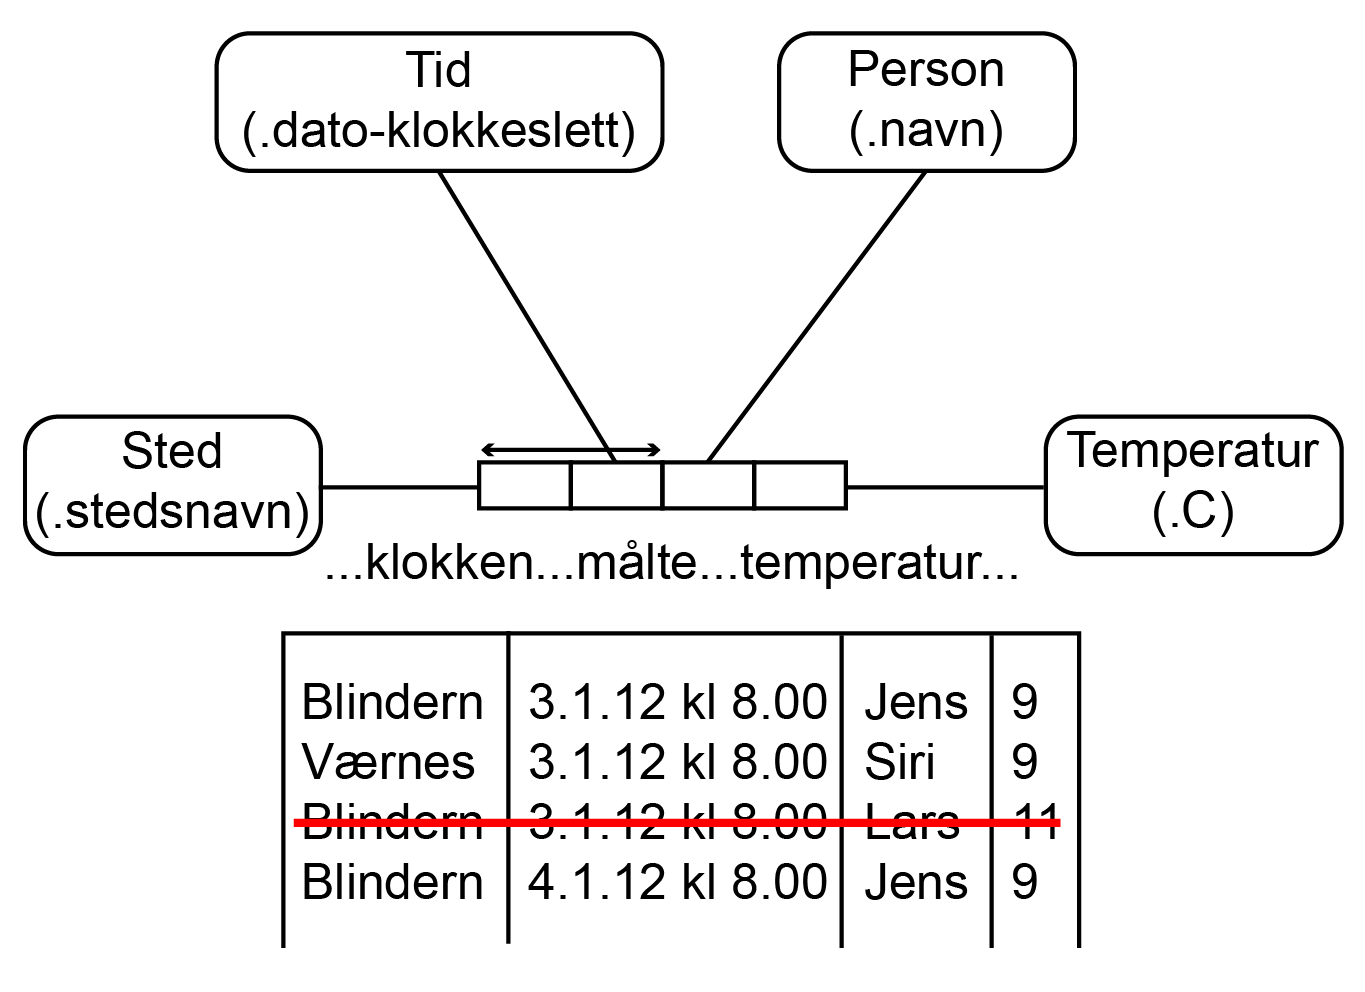 Tid
(.dato-klokkeslett)
Person
(.navn)
Sted
(.stedsnavn)
Temperatur
(.C)
...klokken...målte...temperatur...
Blindern 3.1.12 kl 8.00 Jens 9
Værnes 3.1.12 kl 8.00 Siri 9
Blindern 3.1.12 kl 8.00 Lars 11
Blindern 4.1.12 kl 8.00 Jens 9